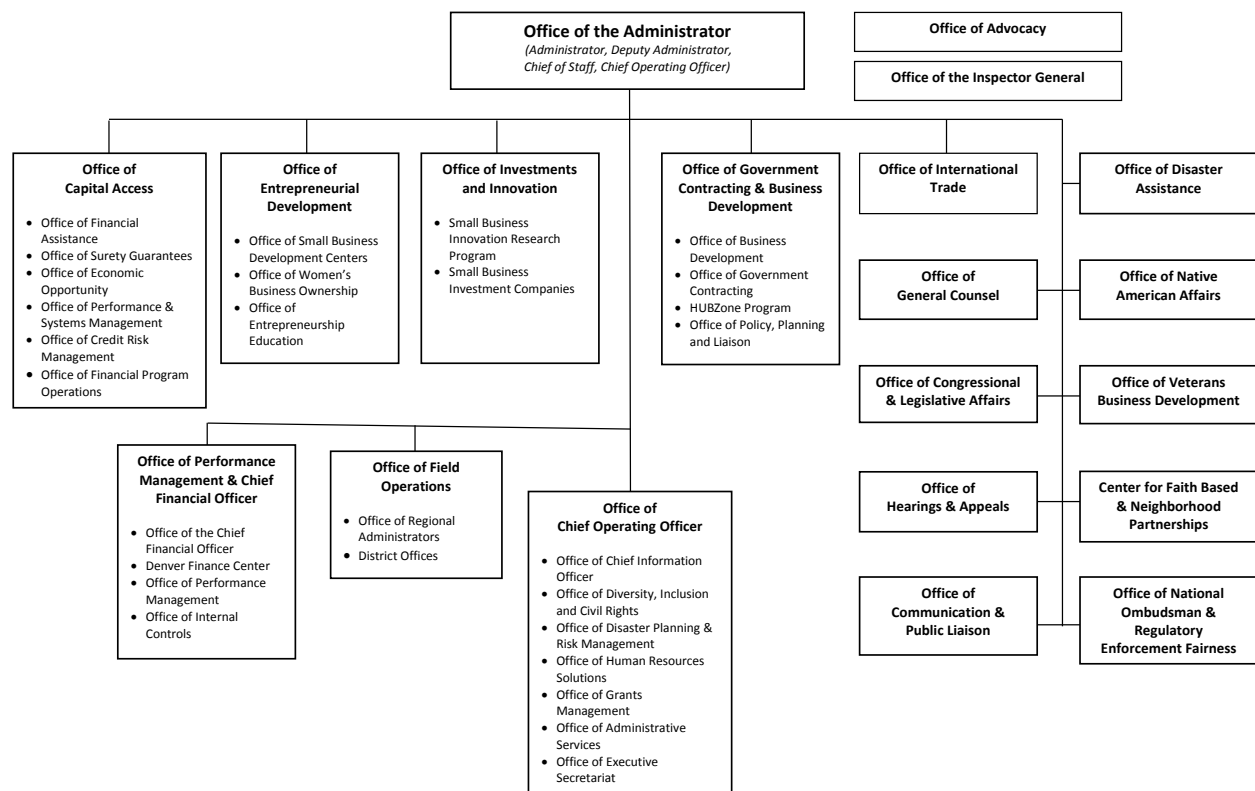 Office of the Administrator
(Administrator, Deputy Administrator,
Chief of Staff, Chief Operating Officer)
Office of Advocacy
Office of the Inspector General
Office of
Capital Access
• Office of Financial
Assistance
• Office of Surety Guarantees
• Office of Economic
Opportunity
• Office of Performance &
Systems Management
• Office of Credit Risk
Management
• Office of Financial Program
Operations
Office of
Entrepreneurial
Development
• Office of Small Business
Development Centers
• Office of Women’s
Business Ownership
• Office of
Entrepreneurship
Education
Office of Investments
and Innovation
• Small Business
Innovation Research
Program
• Small Business
Investment Companies
Office of Government
Contracting & Business
Development
• Office of Business
Development
• Office of Government
Contracting
• HUBZone Program
• Office of Policy, Planning
and Liaison
Office of International
Trade
Office of Disaster
Assistance
Office of
General Counsel
Office of Native
American Affairs
Office of Congressional
& Legislative Affairs
Office of Veterans
Business Development
Office of
Hearings & Appeals
Center for Faith Based
& Neighborhood
Partnerships
Office of
Communication &
Public Liaison
Office of National
Ombudsman &
Regulatory
Enforcement Fairness
Office of Performance
Management & Chief
Financial Officer
• Office of the Chief
Financial Officer
• Denver Finance Center
• Office of Performance
Management
• Office of Internal
Controls
Office of Field
Operations
• Office of Regional
Administrators
• District Offices
Office of
Chief Operating Officer
• Office of Chief Information
Officer
• Office of Diversity, Inclusion
and Civil Rights
• Office of Disaster Planning &
Risk Management
• Office of Human Resources
Solutions
• Office of Grants
Management
• Office of Administrative
Services
• Office of Executive
Secretariat